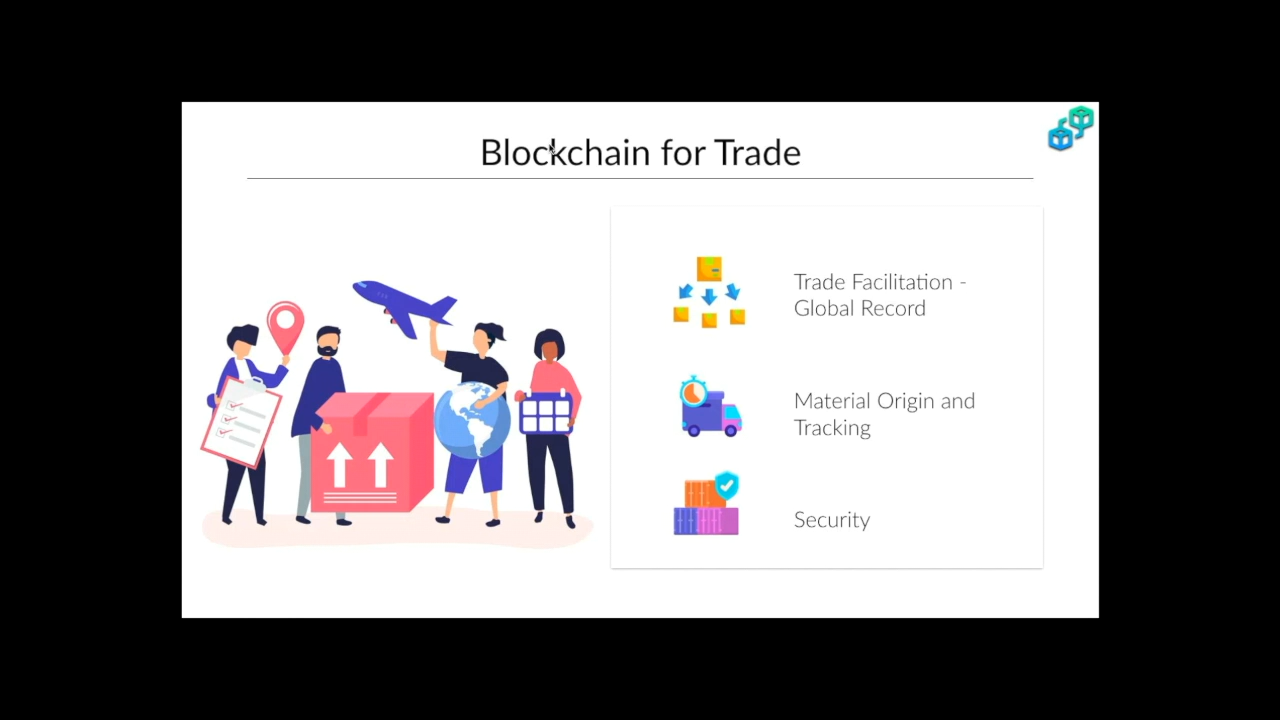 Blockchain for Trade
Trade Facilitation -
Global Record
Material Origin and
Tracking
Security